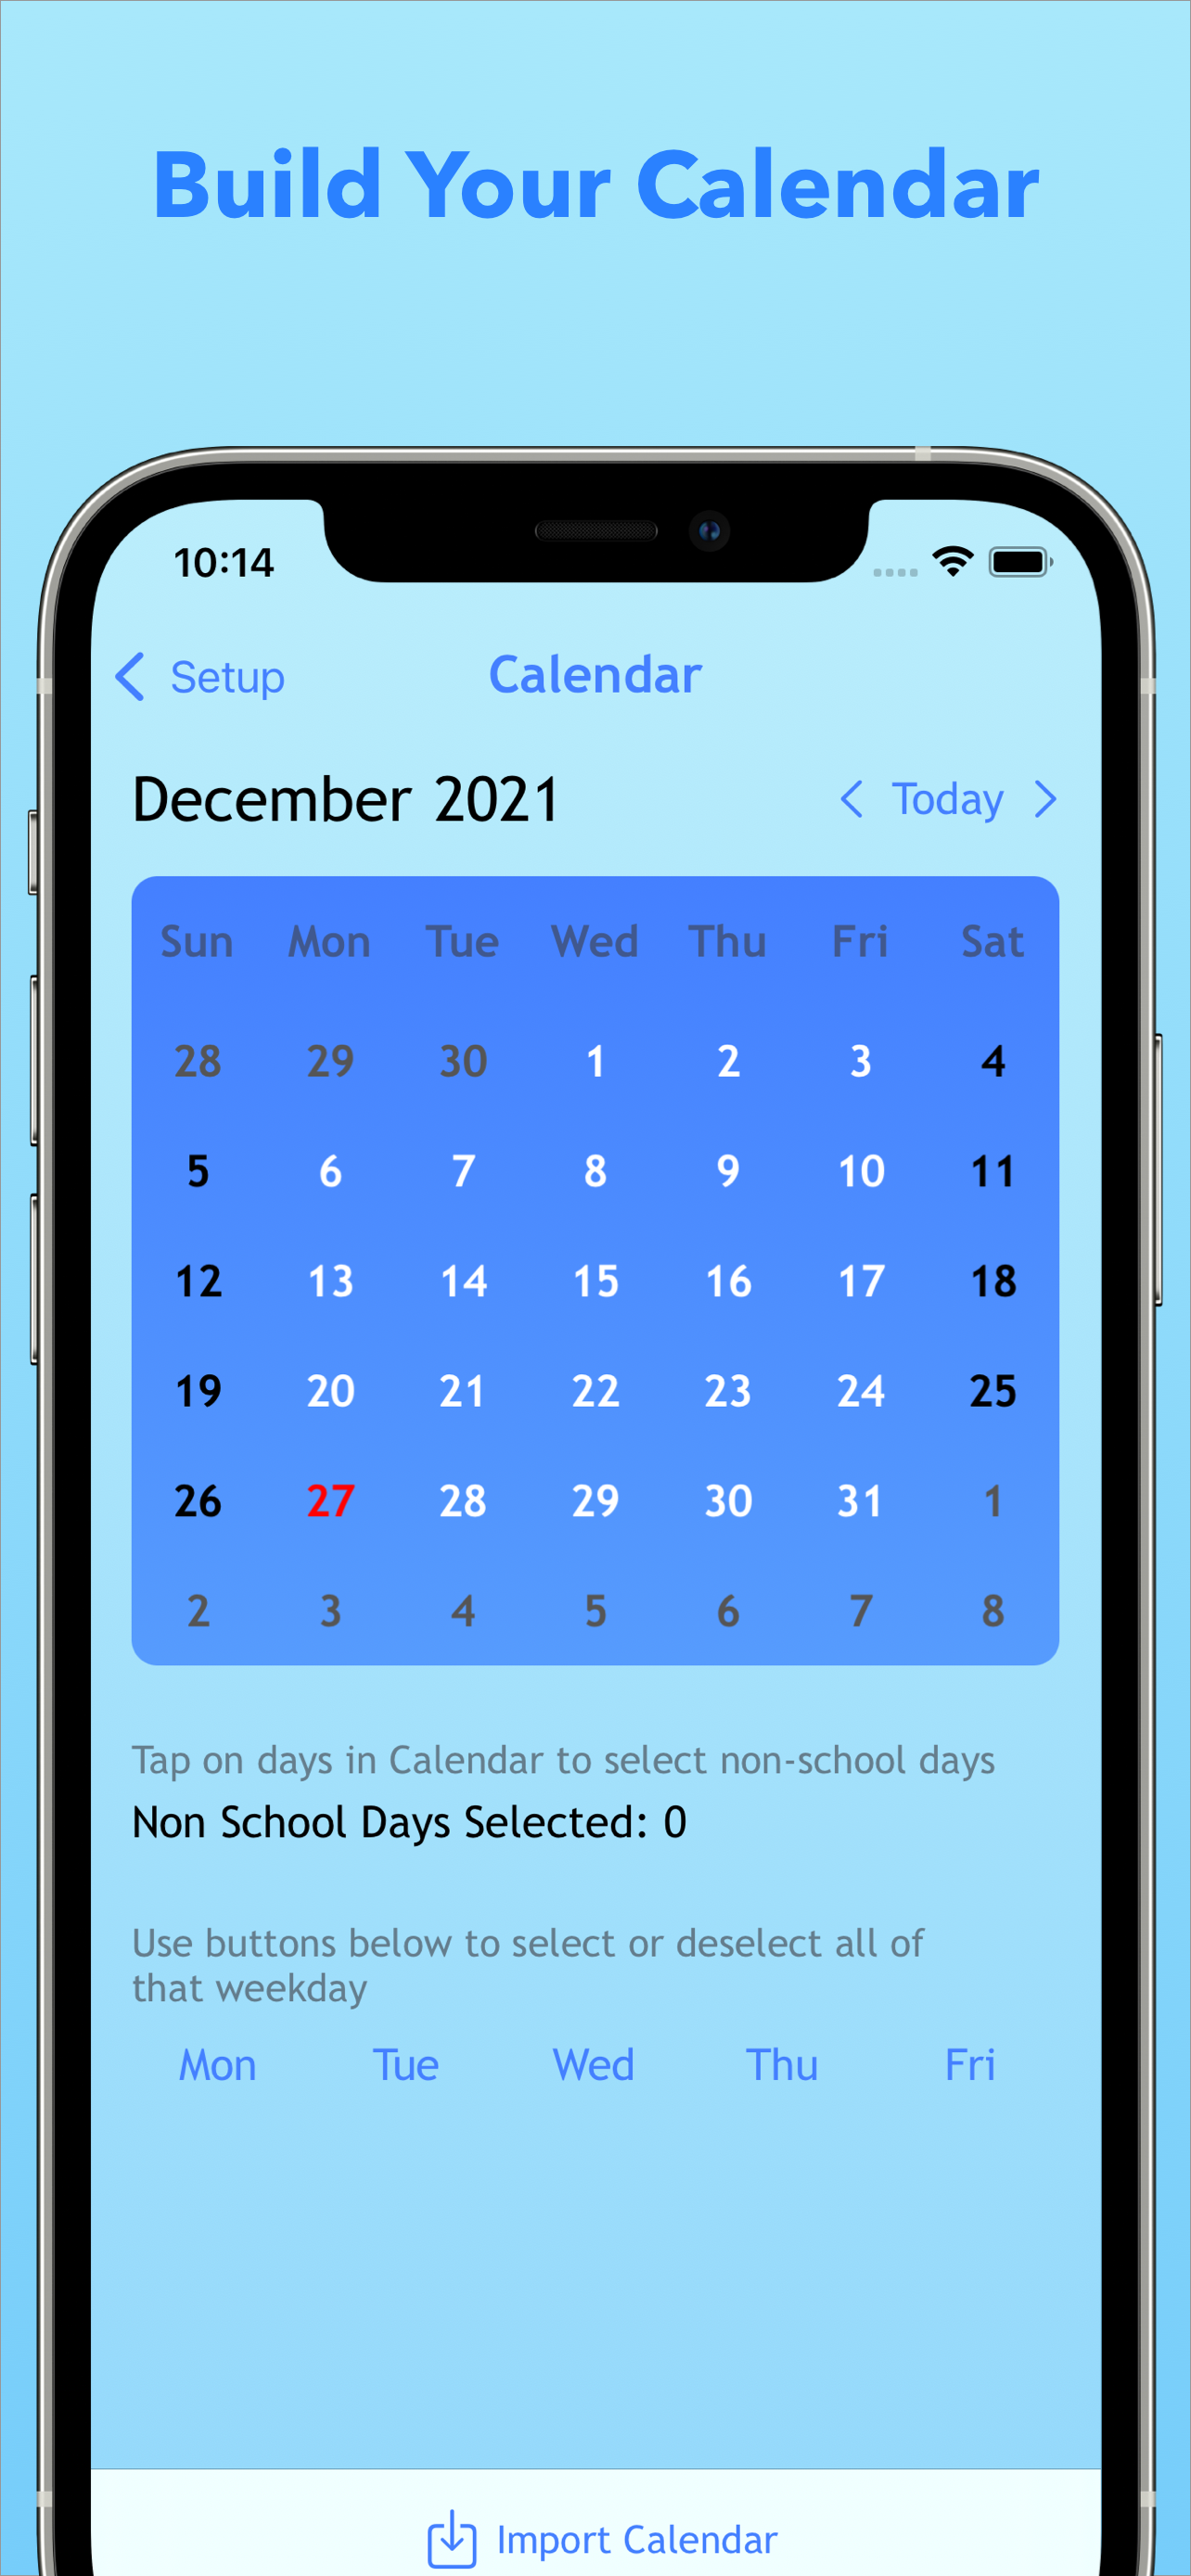 Build Your Calendar
10:14
Setup
Calendar
December 2021
Today
Sun Mon Tue Wed Thu Fri Sat
28 29 30 1 2 3 4
5 6 7 8 9 10 11
12 13 14 15 16 17 18
19 20 21 22 23 24 25
26 27 28 29 30 31 1
2 3 4 5 6 7 8
Tap on days in Calendar to select non-school days
Non School Days Selected: 0
Use buttons below to select or deselect all of
that weekday
Mon Tue Wed Thu Fri
Import Calendar